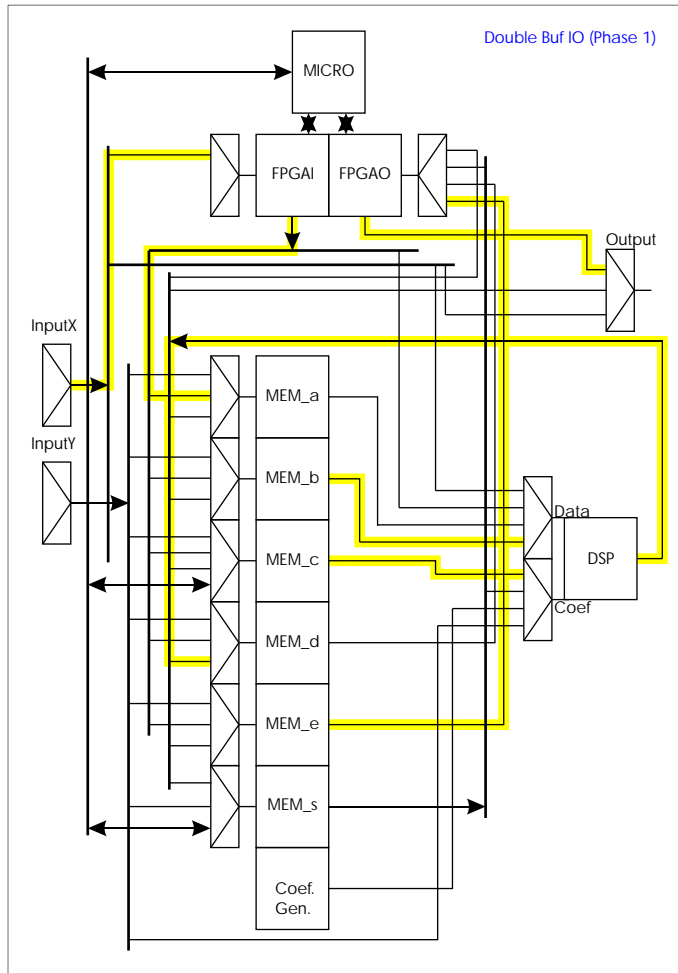 Double Buf IO (Phase 1)
MICRO
FPGAI
FPGAO
Output
InputX
MEM_a
InputY
MEM_b
Data
MEM_c
DSP
Coef
MEM_d
MEM_e
MEM_s
Coef.
Gen.